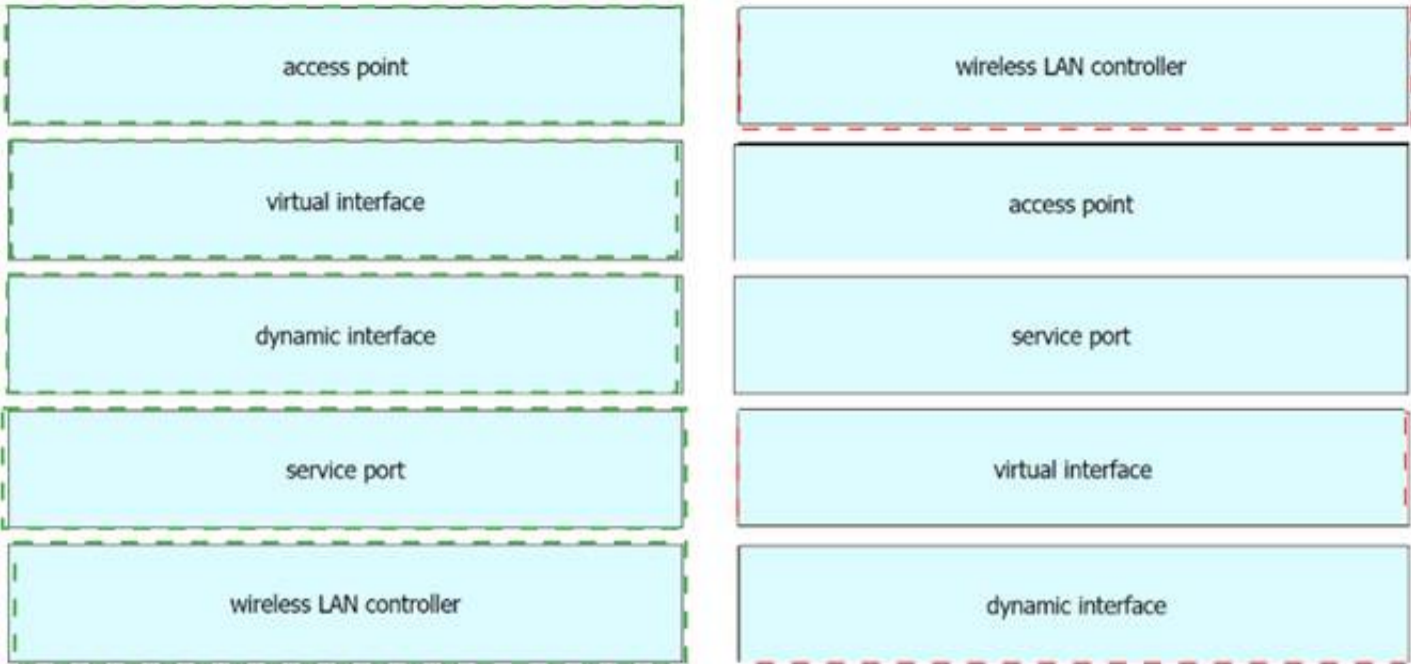 access point
virtual interface
dynamic interface
service port
wireless LAN controller
wireless LAN controller
access point
service port
virtual interface
dynamic interface